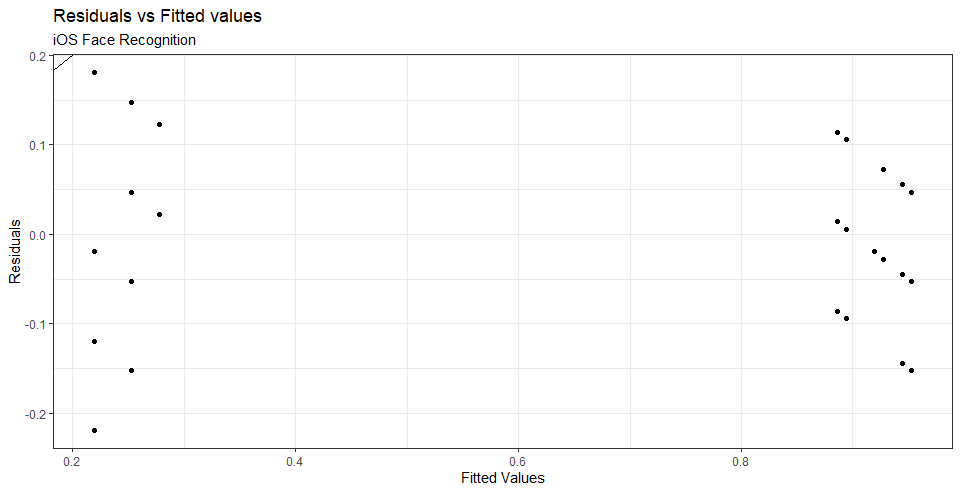 Residuals vs Fitted values
iOS Face Recognition
0.2
0.1
0.0
-0.1
-0.2
Residuals
0.2 0.4 0.6 0.8
Fitted Values